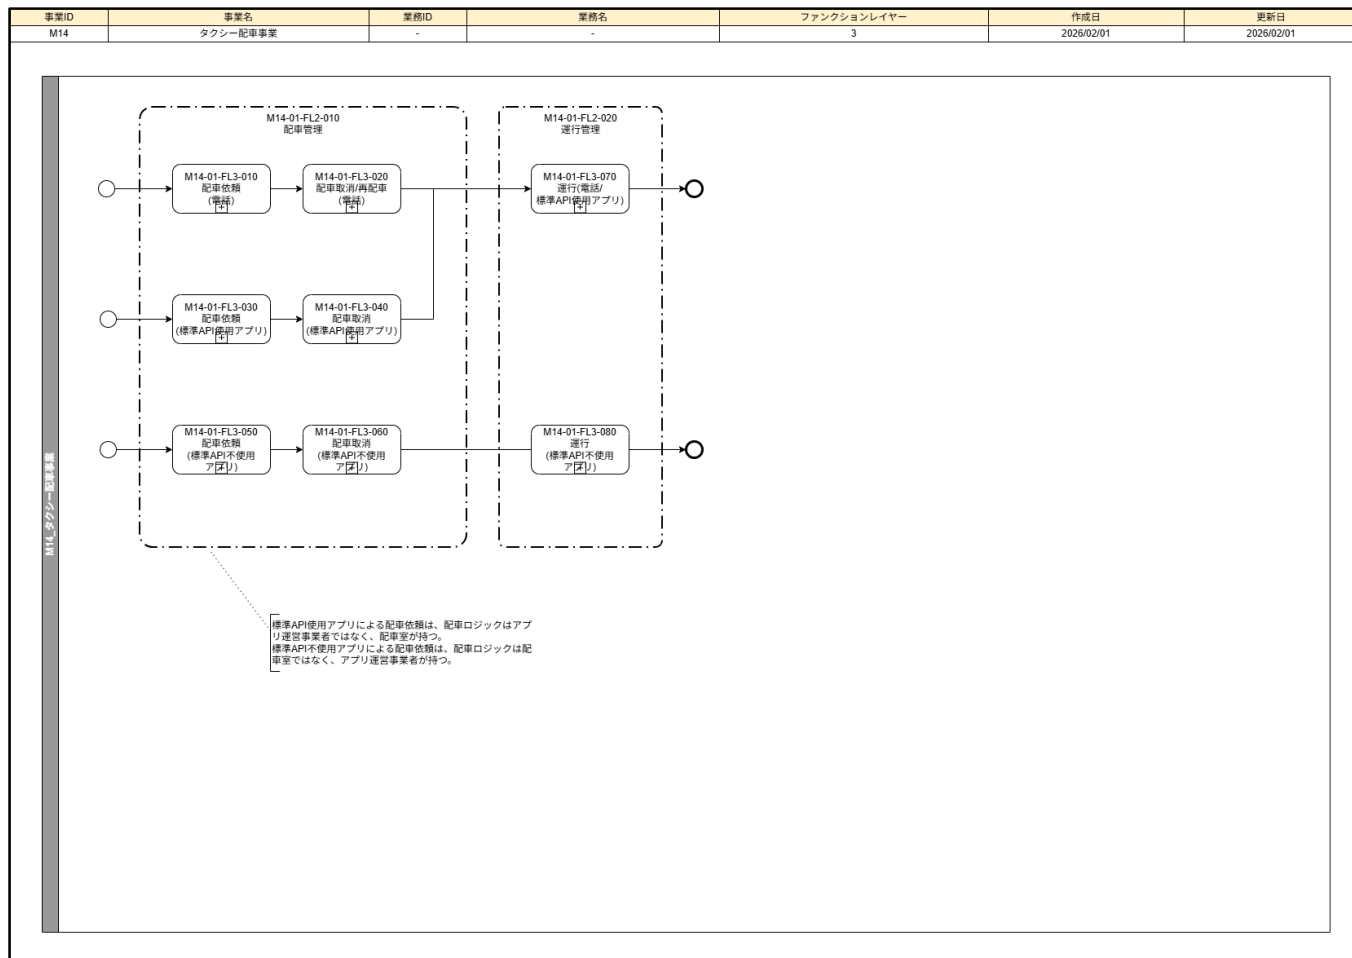 事業ID 事業名 業務ID 業務名 ファンクションレイヤー 作成日 更新日
M14 タクシー配車事業 - - 3 2026/02/01 2026/02/01
M14_タクシー配車事業
M14-01-FL2-010
配車管理
M14-01-FL2-020
運行管理
M14-01-FL3-010
配車依頼
(電話)
M14-01-FL3-020
配車取消/再配車
(電話)
M14-01-FL3-070
運行(電話/
標準API使用アプリ)
M14-01-FL3-030
配車依頼
(標準API使用アプリ)
M14-01-FL3-040
配車取消
(標準API使用アプリ)
M14-01-FL3-050
配車依頼
(標準API不使用
アプリ)
M14-01-FL3-060
配車取消
(標準API不使用
アプリ)
M14-01-FL3-080
運行
(標準API不使用
アプリ)
標準API使用アプリによる配車依頼は、配車ロジックはアプ
リ運営事業者ではなく、配車室が持つ。
標準API不使用アプリによる配車依頼は、配車ロジックは配
車室ではなく、アプリ運営事業者が持つ。